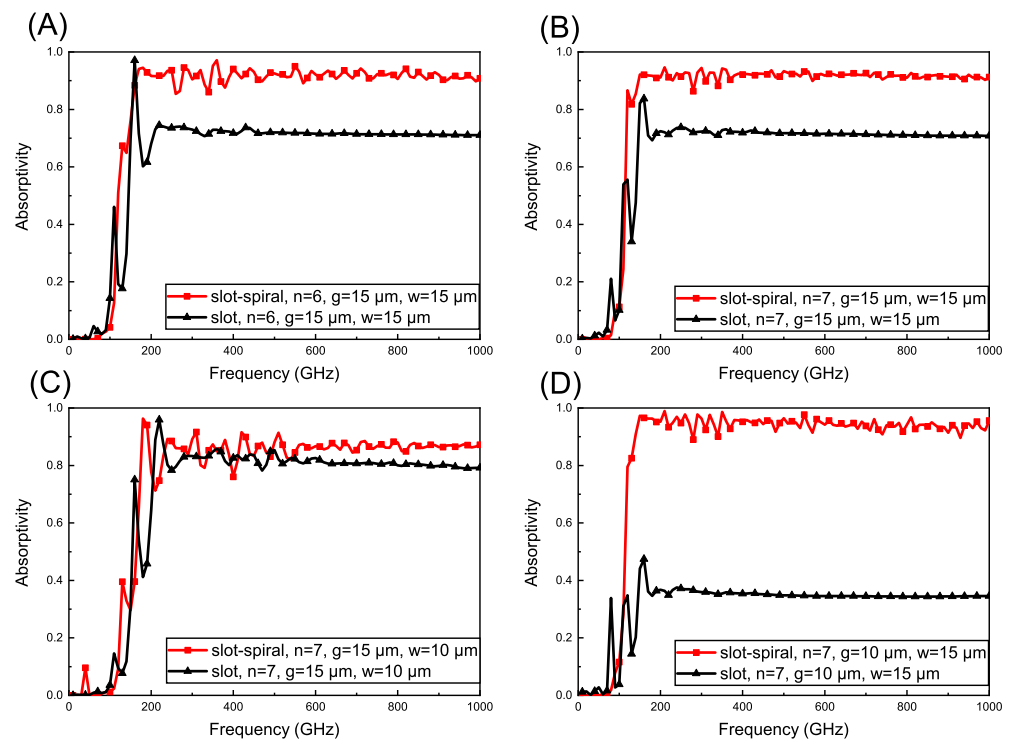 (A)
1.0
0.8
0.6
0.4
0.2
0.0
Absorptivity
slot-spiral, n=6, g=15 μm, w=15 μm
slot, n=6, g=15 μm, w=15 μm
0 200 400 600 800 1000
Frequency (GHz)
(B)
1.0
0.8
0.6
0.4
0.2
0.0
Absorptivity
slot-spiral, n=7, g=15 μm, w=15 μm
slot, n=7, g=15 μm, w=15 μm
0 200 400 600 800 1000
Frequency (GHz)
(C)
1.0
0.8
0.6
0.4
0.2
0.0
Absorptivity
slot-spiral, n=7, g=15 μm, w=10 μm
slot, n=7, g=15 μm, w=10 μm
0 200 400 600 800 1000
Frequency (GHz)
(D)
1.0
0.8
0.6
0.4
0.2
0.0
Absorptivity
slot-spiral, n=7, g=10 μm, w=15 μm
slot, n=7, g=10 μm, w=15 μm
0 200 400 600 800 1000
Frequency (GHz)